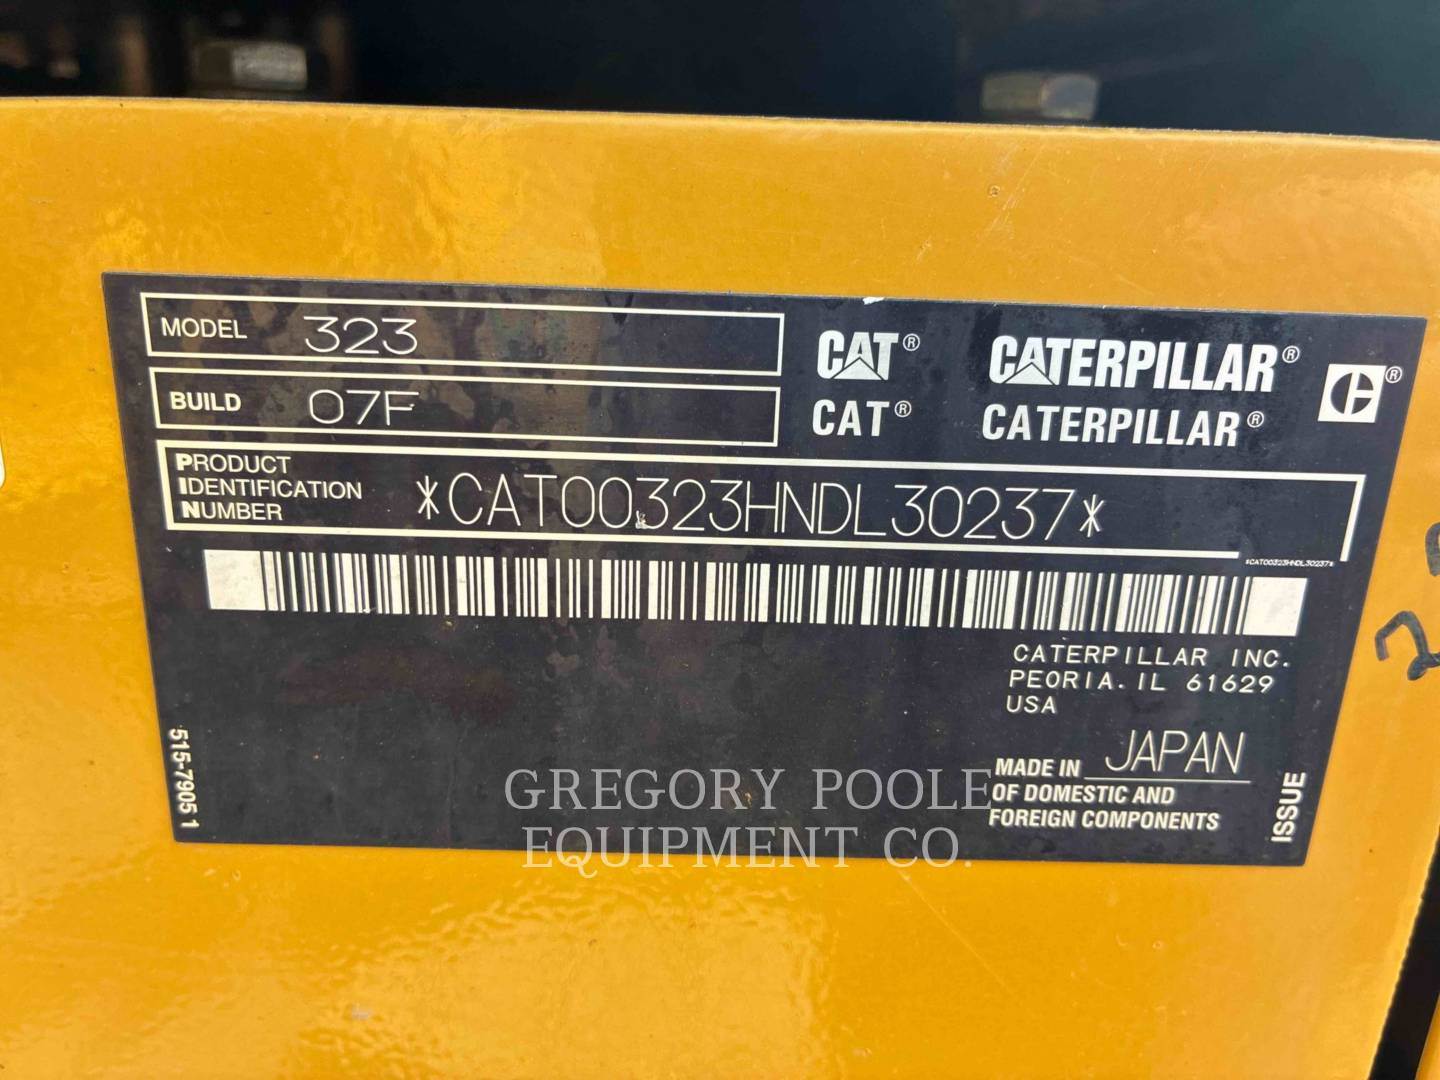 MODEL 323
BUILD 07F
PRODUCT
IDENTIFICATION
NUMBER
*CAT00323HNDL30237*
CAT® CATERPILLAR®
CAT® CATERPILLAR®
®
*CAT00323HNDL30237*
CATERPILLAR INC.
PEORIA. IL 61629
USA
MADE IN JAPAN
OF DOMESTIC AND
FOREIGN COMPONENTS
515-7905 1
ISSUE
GREGORY POOLE
EQUIPMENT CO.